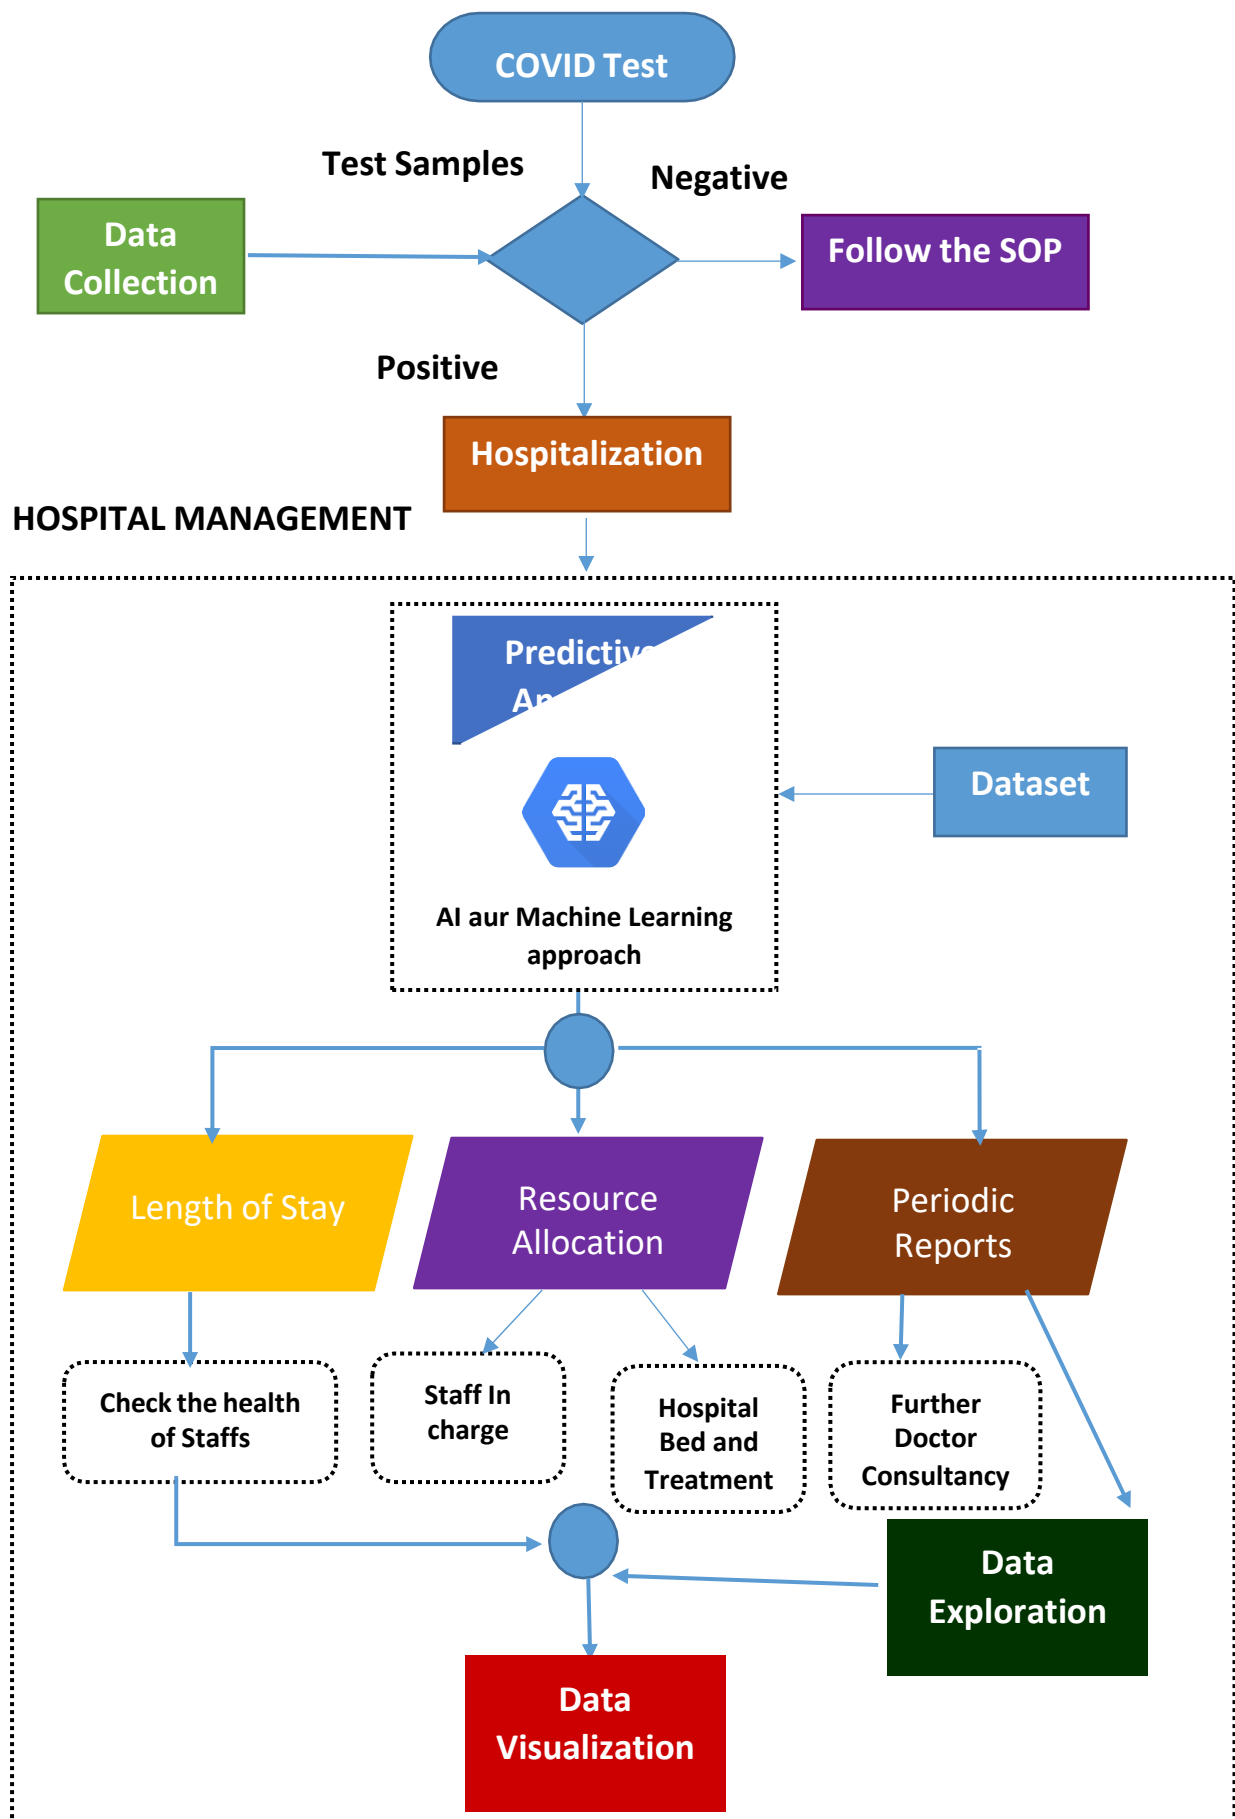 COVID Test
Test Samples
Negative
Data
Collection
Follow the SOP
Positive
Hospitalization
HOSPITAL MANAGEMENT
Predictive
Dataset
AI aur Machine Learning
approach
Length of Stay
Resource
Allocation
Periodic
Reports
Check the health
of Staffs
Staff In
charge
Hospital
Bed and
Treatment
Further
Doctor
Consultancy
Data
Exploration
Data
Visualization